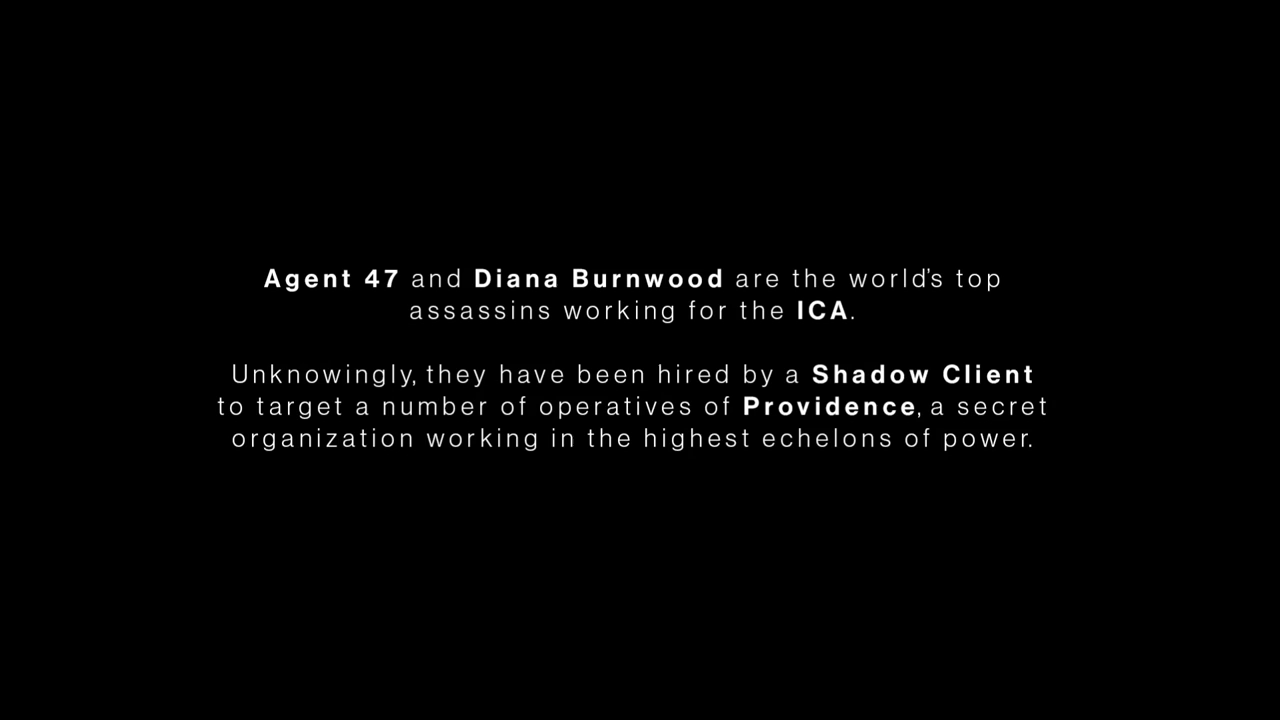 Agent 47 and Diana Burnwood are the world's top
assassins working for the ICA.
Unknowingly, they have been hired by a Shadow Client
to target a number of operatives of Providence, a secret
organization working in the highest echelons of power.